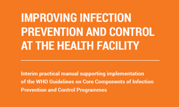 IMPROVING INFECTION
PREVENTION AND CONTROL
AT THE HEALTH FACILITY
Interim practical manual supporting implementation
of the WHO Guidelines on Core Components of Infection
Prevention and Control Programmes